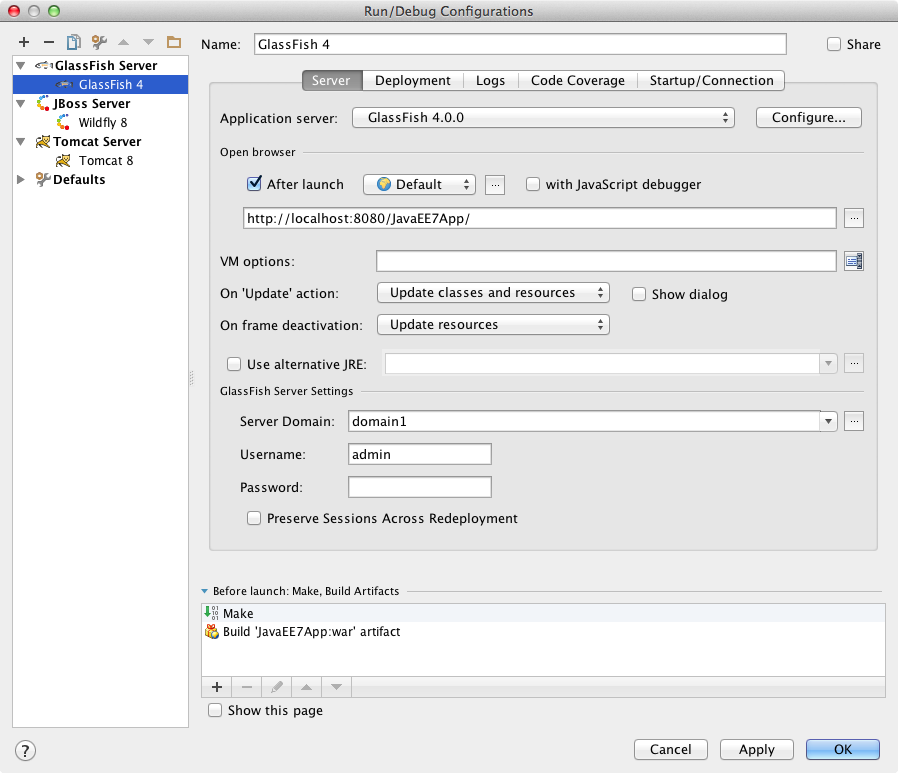 Run/Debug Configurations
Name: GlassFish 4 Share
GlassFish Server
GlassFish 4
JBoss Server
Wildfly 8
Tomcat Server
Tomcat 8
Defaults
Server Deployment Logs Code Coverage Startup/Connection
Application server: GlassFish 4.0.0 Configure...
Open browser
After launch Default ... with JavaScript debugger
http://localhost:8080/JavaEE7App/ ...
VM options:
On 'Update' action: Update classes and resources Show dialog
On frame deactivation: Update resources
Use alternative JRE: ...
GlassFish Server Settings
Server Domain: domain1 ...
Username: admin
Password:
Preserve Sessions Across Redeployment
Before launch: Make, Build Artifacts
Make
Build 'JavaEE7App:war' artifact
Show this page
? Cancel Apply OK